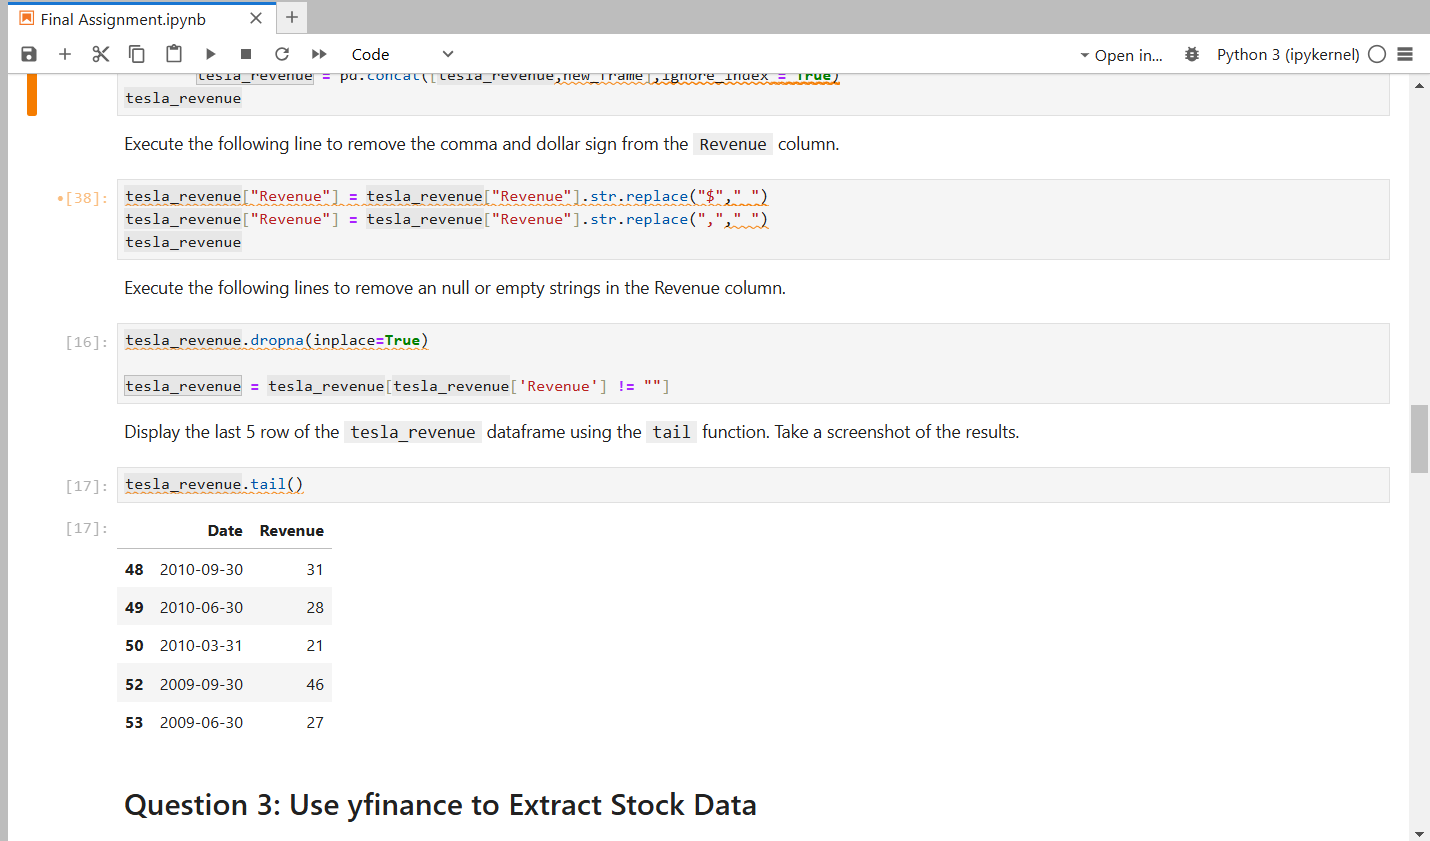 Final Assignment.ipynb
Code
Open in...
Python 3 (ipykernel)
tesla_revenue = pd.concat([tesla_revenue,new_frame],ignore_index = True)
tesla_revenue
Execute the following line to remove the comma and dollar sign from the Revenue column.
[38]:
tesla_revenue["Revenue"] = tesla_revenue["Revenue"].str.replace("$"," ")
tesla_revenue["Revenue"] = tesla_revenue["Revenue"].str.replace(","," ")
tesla_revenue
Execute the following lines to remove an null or empty strings in the Revenue column.
[16]:
tesla_revenue.dropna(inplace=True)
tesla_revenue = tesla_revenue[tesla_revenue['Revenue'] != ""]
Display the last 5 row of the tesla_revenue dataframe using the tail function. Take a screenshot of the results.
[17]:
tesla_revenue.tail()
[17]:
Date Revenue
48 2010-09-30 31
49 2010-06-30 28
50 2010-03-31 21
52 2009-09-30 46
53 2009-06-30 27
Question 3: Use yfinance to Extract Stock Data